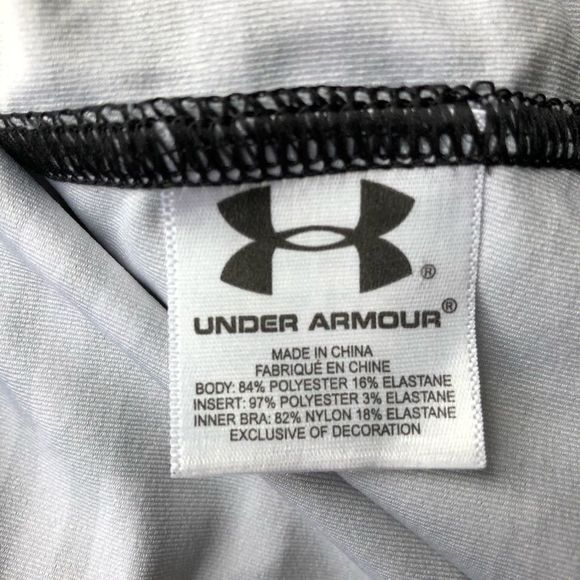 ®
UNDER ARMOUR®
MADE IN CHINA
FABRIQUÉ EN CHINE
BODY: 84% POLYESTER 16% ELASTANE
INSERT: 97% POLYESTER 3% ELASTANE
INNER BRA: 82% NYLON 18% ELASTANE
EXCLUSIVE OF DECORATION